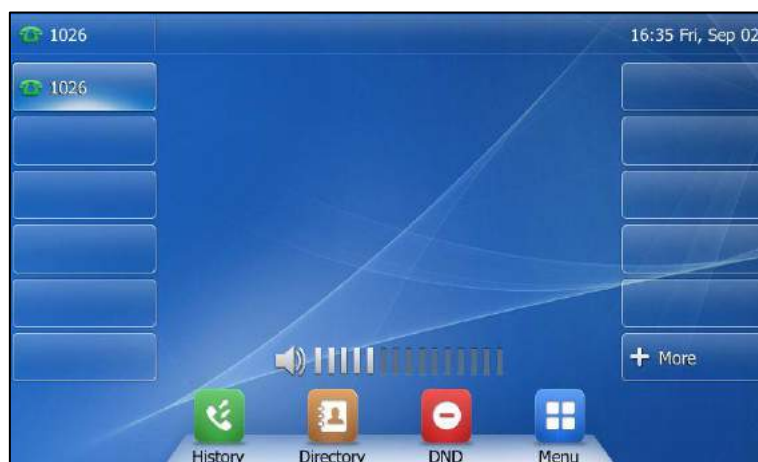 1026
16:35 Fri, Sep 02
1026
More
History
Directory
DND
Menu